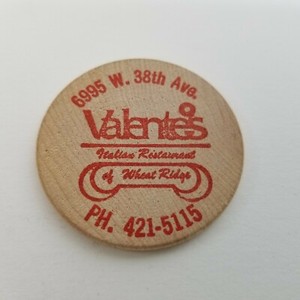 6995 W. 38th Ave.
Valente's
Italian Restaurant
of Wheat Ridge
PH. 421-5115